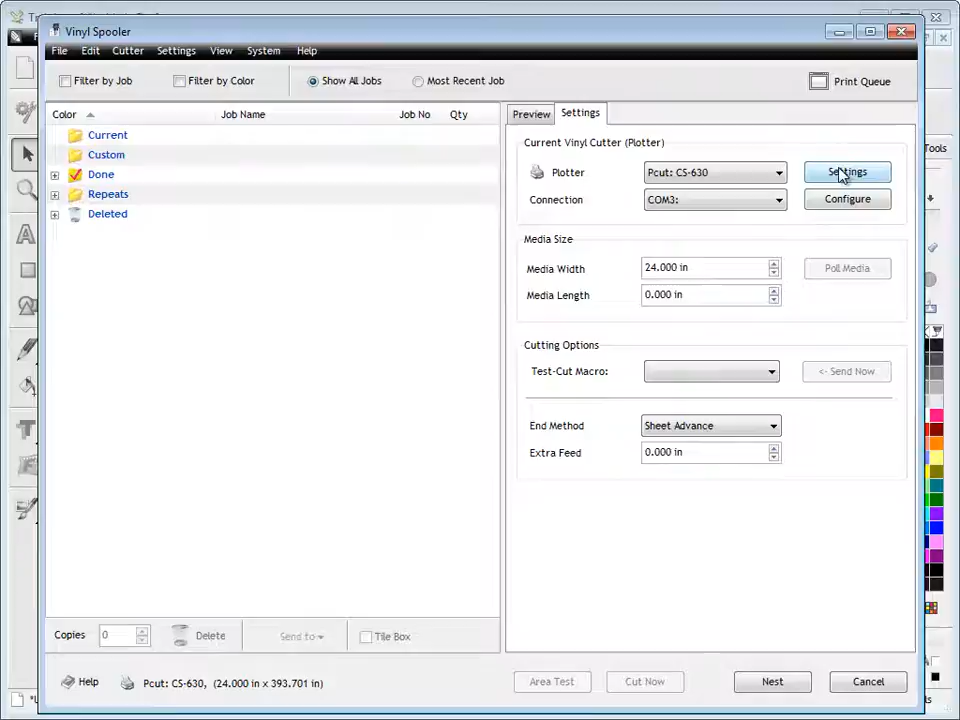 Vinyl Spooler
File Edit Cutter Settings View System Help
Filter by Job Filter by Color Show All Jobs Most Recent Job Print Queue
Color Job Name Job No Qty
Current
Custom
Done
Repeats
Deleted
Preview Settings
Current Vinyl Cutter (Plotter)
Plotter Pcut: CS-630 Settings
Connection COM3: Configure
Media Size
Media Width 24.000 in Poll Media
Media Length 0.000 in
Cutting Options
Test-Cut Macro: <- Send Now
End Method Sheet Advance
Extra Feed 0.000 in
Tools
Copies 0 Delete Send to Tile Box
Help Pcut: CS-630, (24.000 in x 393.701 in) Area Test Cut Now Nest Cancel